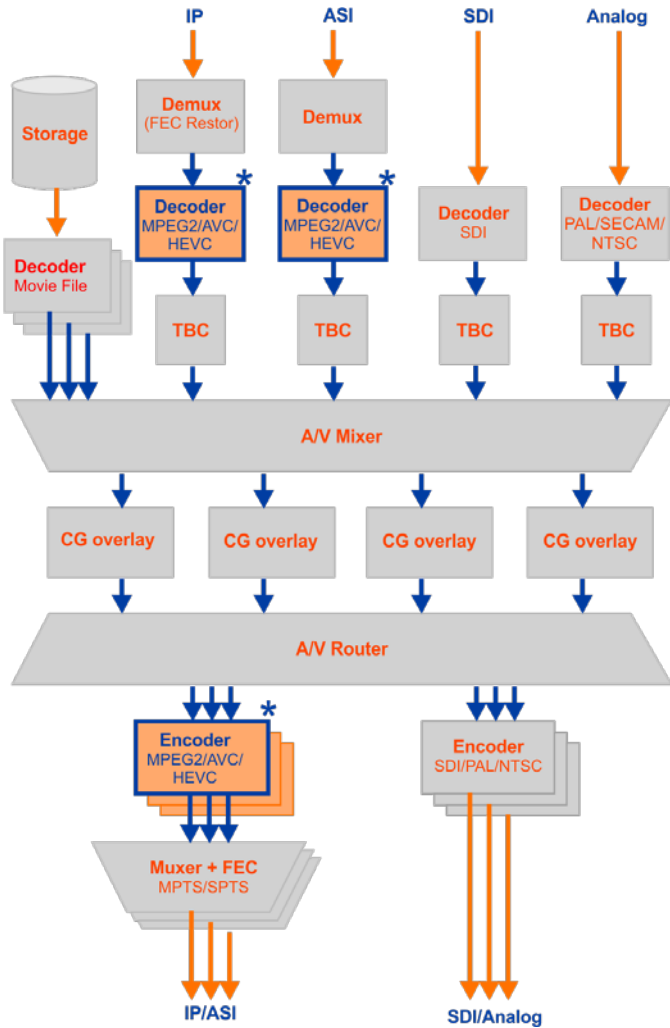 IP
ASI
SDI
Analog
Storage
Demux
(FEC Restor)
Demux
*
Decoder
MPEG2/AVC/
HEVC
*
Decoder
MPEG2/AVC/
HEVC
Decoder
SDI
Decoder
PAL/SECAM/
NTSC
Decoder
Movie File
TBC
TBC
TBC
TBC
A/V Mixer
CG overlay
CG overlay
CG overlay
CG overlay
A/V Router
*
Encoder
MPEG2/AVC/
HEVC
Encoder
SDI/PAL/NTSC
Muxer + FEC
MPTS/SPTS
IP/ASI
SDI/Analog